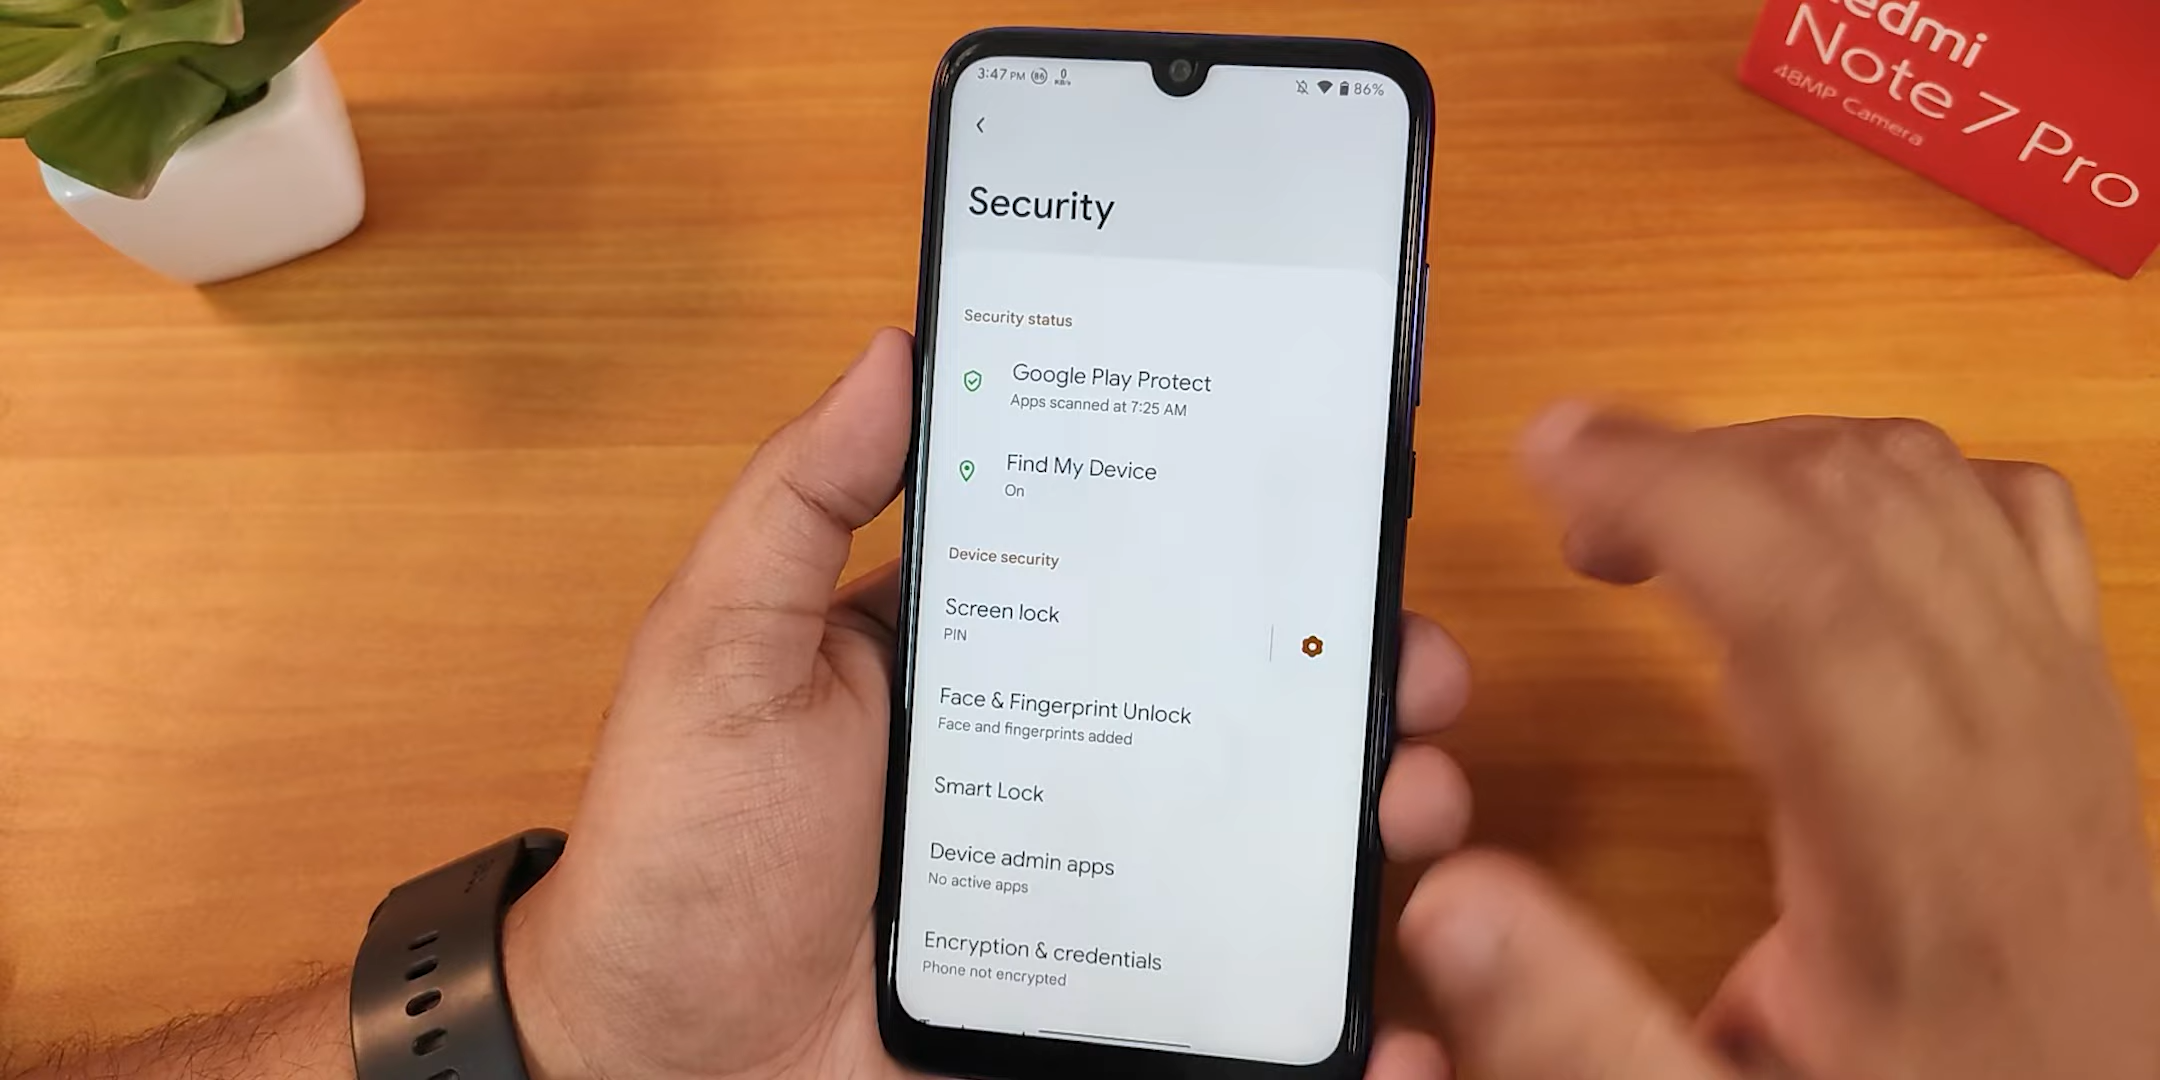 3:47 PM 86 0
86%
Security
Security status
Google Play Protect
Apps scanned at 7:25 AM
Find My Device
On
Device security
Screen lock
PIN
Face & Fingerprint Unlock
Face and fingerprints added
Smart Lock
Device admin apps
No active apps
Encryption & credentials
Phone not encrypted
edmi
Note 7 Pro
48MP Camera